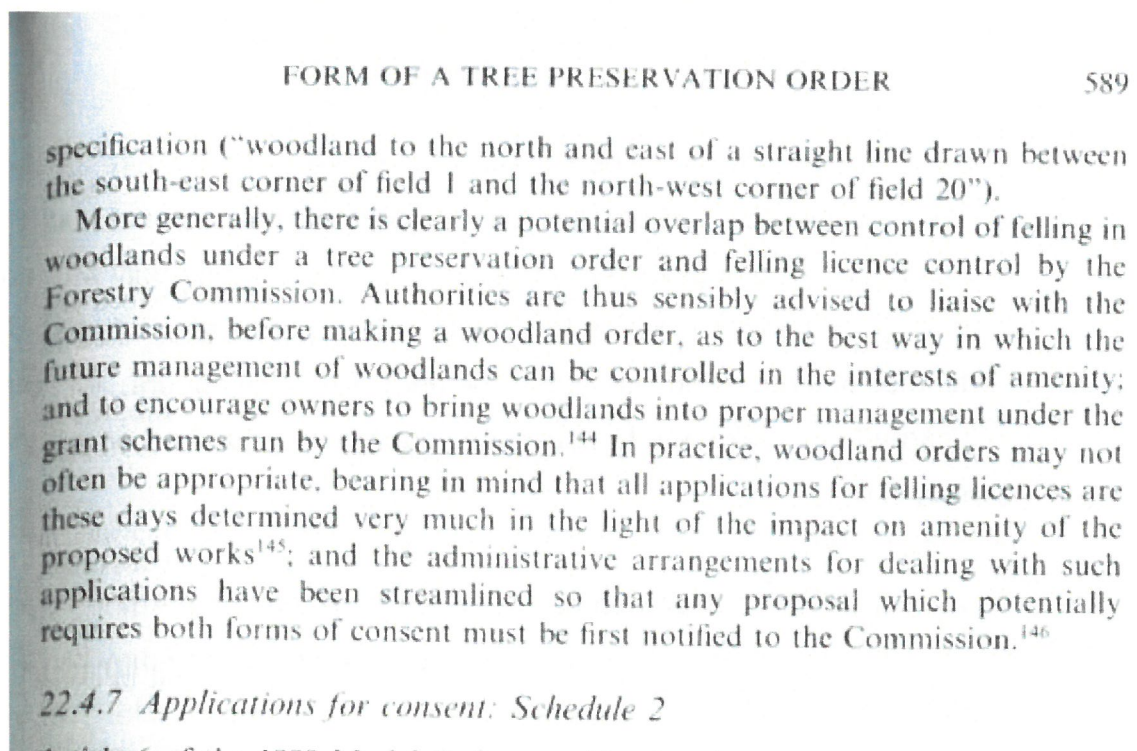 FORM OF A TREE PRESERVATION ORDER 589
specification ("woodland to the north and east of a straight line drawn between
the south-east corner of field 1 and the north-west corner of field 20").
More generally, there is clearly a potential overlap between control of felling in
woodlands under a tree preservation order and felling licence control by the
Forestry Commission. Authorities are thus sensibly advised to liaise with the
Commission, before making a woodland order, as to the best way in which the
future management of woodlands can be controlled in the interests of amenity;
and to encourage owners to bring woodlands into proper management under the
grant schemes run by the Commission.¹⁴⁴ In practice, woodland orders may not
often be appropriate, bearing in mind that all applications for felling licences are
these days determined very much in the light of the impact on amenity of the
proposed works¹⁴⁵; and the administrative arrangements for dealing with such
applications have been streamlined so that any proposal which potentially
requires both forms of consent must be first notified to the Commission.¹⁴⁶
22.4.7 Applications for consent: Schedule 2